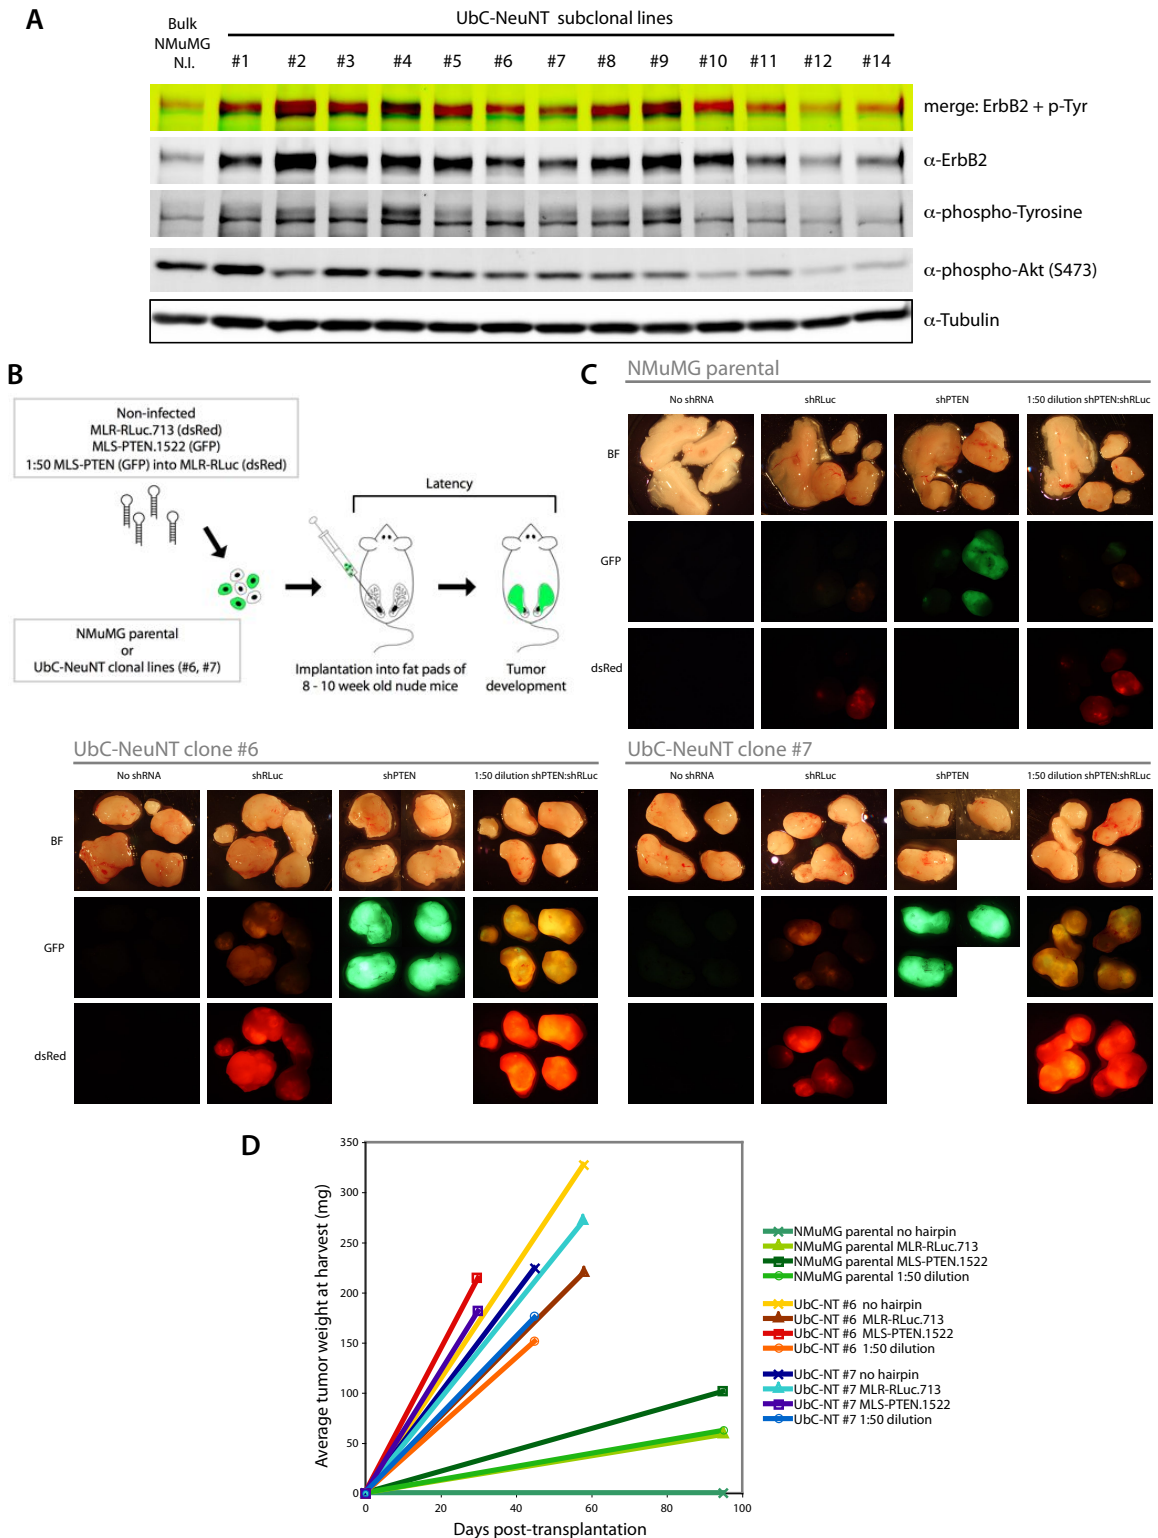 A
UbC-NeuNT subclonal lines
Bulk
NMuMG
N.I.
#1 #2 #3 #4 #5 #6 #7 #8 #9 #10 #11 #12 #14
merge: ErbB2 + p-Tyr
α-ErbB2
α-phospho-Tyrosine
α-phospho-Akt (S473)
α-Tubulin
B
Non-infected
MLR-RLuc.713 (dsRed)
MLS-PTEN.1522 (GFP)
1:50 MLS-PTEN (GFP) into MLR-RLuc (dsRed)
Latency
NMuMG parental
or
UbC-NeuNT clonal lines (#6, #7)
Implantation into fat pads of
8 - 10 week old nude mice
Tumor
development
C
NMuMG parental
No shRNA shRLuc shPTEN 1:50 dilution shPTEN:shRLuc
BF
GFP
dsRed
UbC-NeuNT clone #6
No shRNA shRLuc shPTEN 1:50 dilution shPTEN:shRLuc
BF
GFP
dsRed
UbC-NeuNT clone #7
No shRNA shRLuc shPTEN 1:50 dilution shPTEN:shRLuc
BF
GFP
dsRed
D
Average tumor weight at harvest (mg)
350
300
250
200
150
100
50
0
0 20 40 60 80 100
Days post-transplantation
NMuMG parental no hairpin
NMuMG parental MLR-RLuc.713
NMuMG parental MLS-PTEN.1522
NMuMG parental 1:50 dilution
UbC-NT #6 no hairpin
UbC-NT #6 MLR-RLuc.713
UbC-NT #6 MLS-PTEN.1522
UbC-NT #6 1:50 dilution
UbC-NT #7 no hairpin
UbC-NT #7 MLR-RLuc.713
UbC-NT #7 MLS-PTEN.1522
UbC-NT #7 1:50 dilution